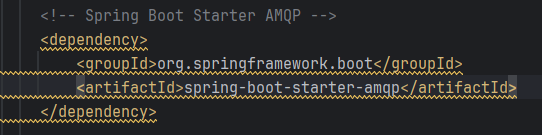 <!-- Spring Boot Starter AMQP -->
<dependency>
<groupId>org.springframework.boot</groupId>
<artifactId>spring-boot-starter-amqp</artifactId>
</dependency>